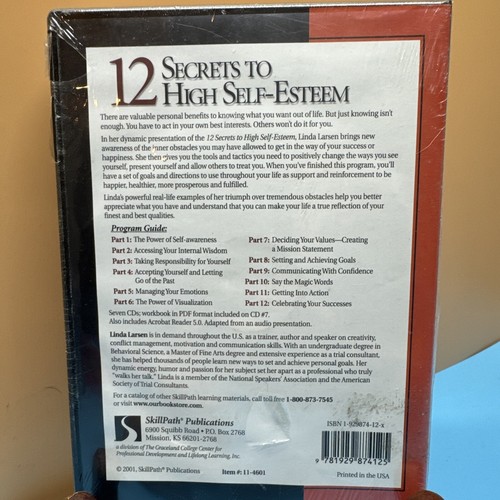 12 SECRETS TO
HIGH SELF-ESTEEM
There are valuable personal benefits to knowing what you want out of life. But just knowing isn't
enough. You have to act in your own best interests. Others won't do it for you.
In her dynamic presentation of the 12 Secrets to High Self-Esteem, Linda Larsen brings new
awareness of the inner obstacles you may have allowed to get in the way of your success or
happiness. She then gives you the tools and tactics you need to positively change the ways you see
yourself, present yourself and allow others to treat you. When you've finished this program, you'll
have a set of goals and directions to use throughout your life as support and reinforcement to be
happier, healthier, more prosperous and fulfilled.
Linda's powerful real-life examples of her triumph over tremendous obstacles help you better
appreciate what you have and understand that you can make your life a true reflection of your
finest and best qualities.
Program Guide:
Part 1: The Power of Self-awareness
Part 2: Accessing Your Internal Wisdom
Part 3: Taking Responsibility for Yourself
Part 4: Accepting Yourself and Letting
Go of the Past
Part 5: Managing Your Emotions
Part 6: The Power of Visualization
Part 7: Deciding Your Values—Creating
a Mission Statement
Part 8: Setting and Achieving Goals
Part 9: Communicating With Confidence
Part 10: Say the Magic Words
Part 11: Getting Into Action
Part 12: Celebrating Your Successes
Seven CDs; workbook in PDF format included on CD #7.
Also includes Acrobat Reader 5.0. Adapted from an audio presentation.
Linda Larsen is in demand throughout the U.S. as a trainer, author and speaker on creativity,
conflict management, motivation and communication skills. With an undergraduate degree in
Behavioral Science, a Master of Fine Arts degree and extensive experience as a trial consultant,
she has helped thousands of people learn new ways to set and achieve personal goals. Her
dynamic energy, humor and passion for her subject set her apart as a professional who truly
"walks her talk." Linda is a member of the National Speakers' Association and the American
Society of Trial Consultants.
For a catalog of other SkillPath learning materials, call toll free 1-800-873-7545
or visit www.ourbookstore.com.
SkillPath® Publications
6900 Squibb Road • P.O. Box 2768
Mission, KS 66201-2768
a division of The Graceland College Center for
Professional Development and Lifelong Learning, Inc.
© 2001, SkillPath® Publications
Item #: 11-4601
ISBN 1-929874-12-x
9 781929 874125
Printed in the USA